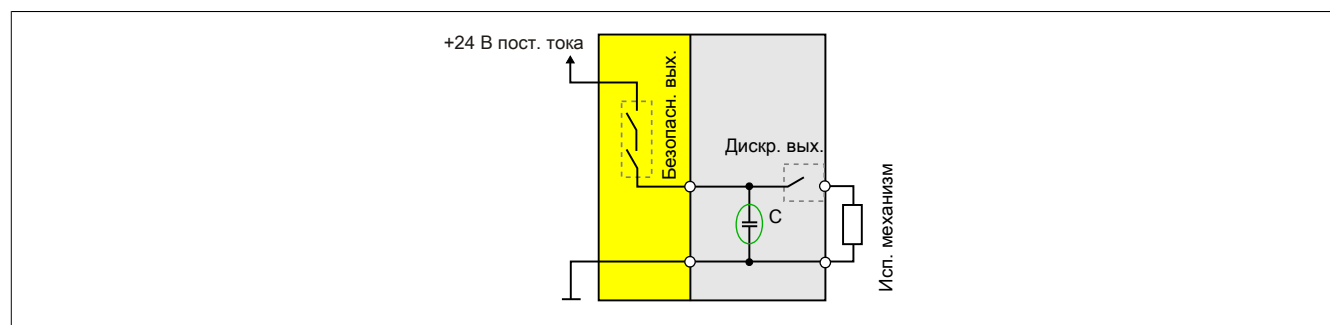 +24 В пост. тока
Безопасн. вых.
Дискр. вых.
C
Исп. механизм